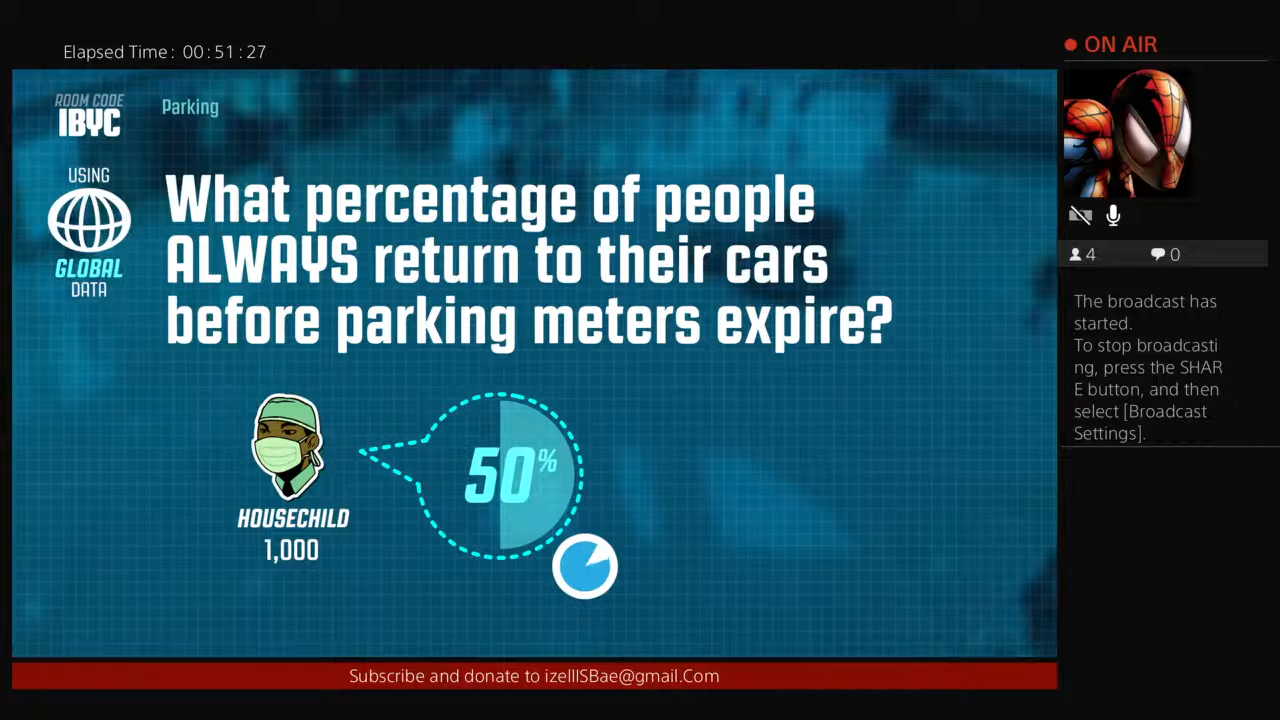 Elapsed Time: 00:51:27
ON AIR
ROOM CODE
IBYC
Parking
USING
GLOBAL
DATA
What percentage of people
ALWAYS return to their cars
before parking meters expire?
50%
HOUSECHILD
1,000
4
0
The broadcast has
started.
To stop broadcasti
ng, press the SHAR
E button, and then
select [Broadcast
Settings].
Subscribe and donate to izellISBae@gmail.Com